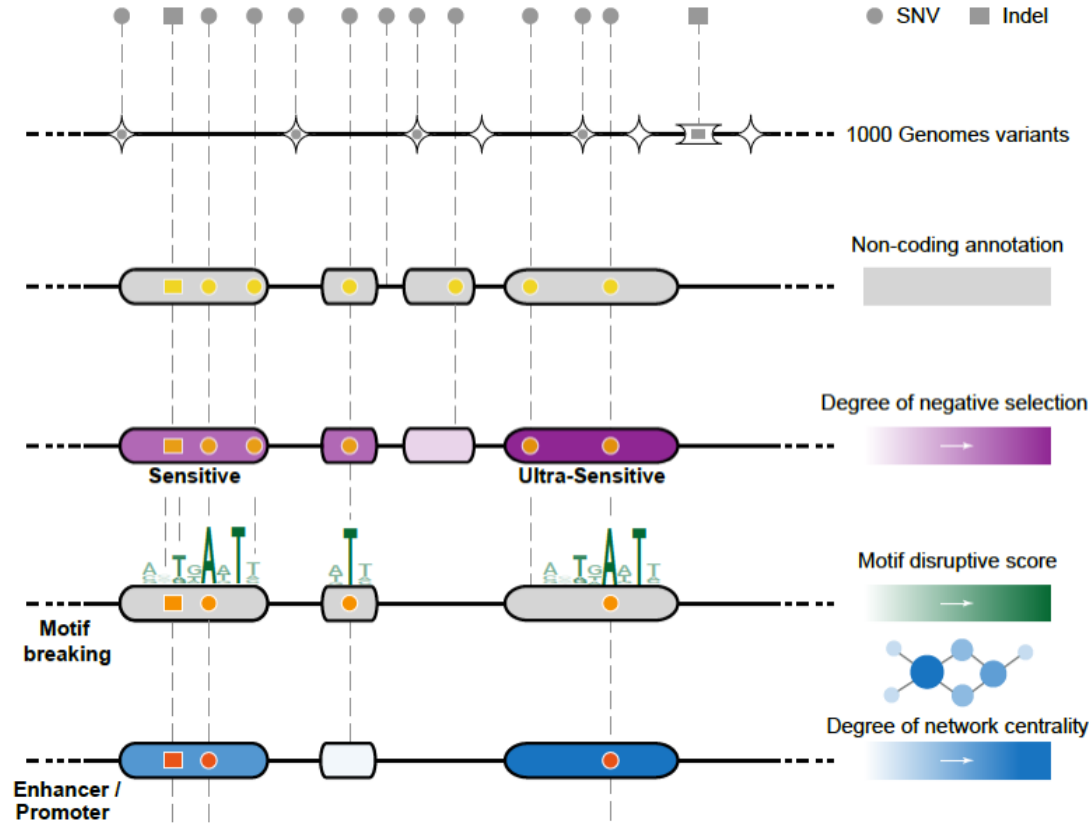 SNV
Indel
1000 Genomes variants
Non-coding annotation
Degree of negative selection
Sensitive
Ultra-Sensitive
Motif disruptive score
Motif
breaking
Degree of network centrality
Enhancer /
Promoter